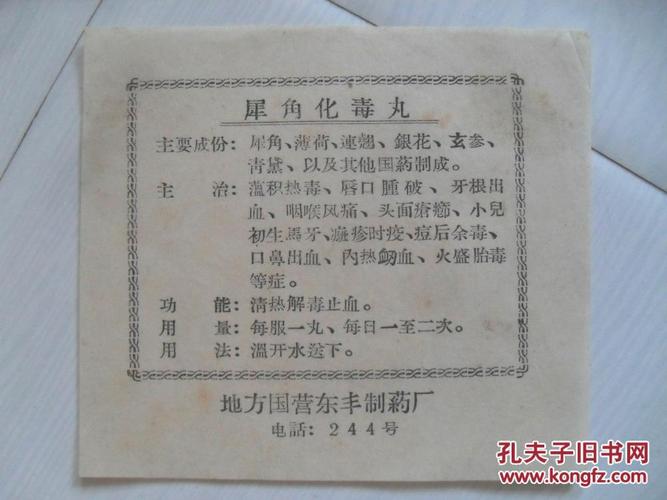 犀角化毒丸
主要成份：犀角、薄荷、連翹、銀花、玄参、
青黛、以及其他国药制成。
主　治：蕴积热毒、唇口腫破、牙根出
血、咽喉风痛、头面瘡癤、小兒
初生馬牙、瘾疹时疫、痘后余毒、
口鼻出血、內热衂血、火盛胎毒
等症。
功　能：清热解毒止血。
用　量：每服一丸、每日一至二次。
用　法：溫开水送下。
地方国营东丰制药厂
电話：244号
孔夫子旧书网
www.kongfz.com